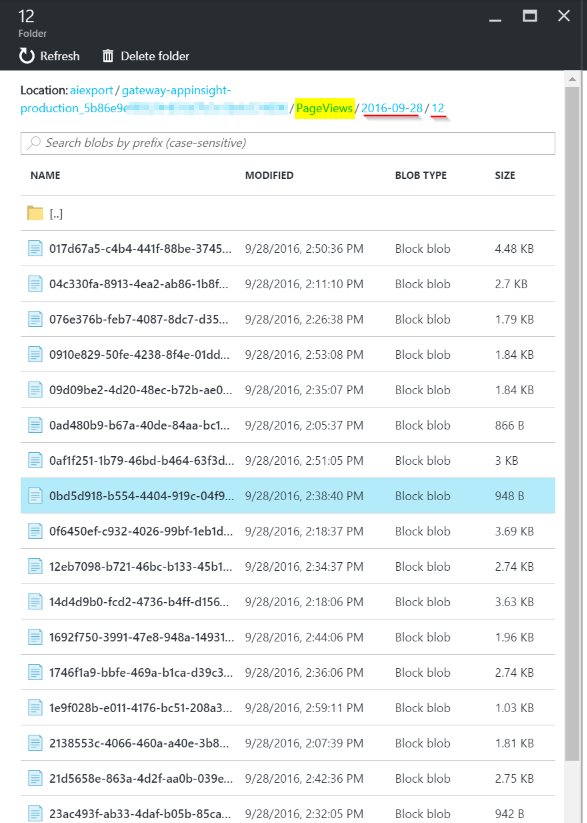 12
Folder
Refresh Delete folder
Location: aiexport / gateway-appinsight-
production_5b86e9e / PageViews / 2016-09-28 / 12
Search blobs by prefix (case-sensitive)
NAME MODIFIED BLOB TYPE SIZE
[..]
017d67a5-c4b4-441f-88be-3745... 9/28/2016, 2:50:36 PM Block blob 4.48 KB
04c330fa-8913-4ea2-ab86-1b8f... 9/28/2016, 2:11:10 PM Block blob 2.7 KB
076e376b-feb7-4087-8dc7-d35... 9/28/2016, 2:26:38 PM Block blob 1.79 KB
0910e829-50fe-4238-8f4e-01dd... 9/28/2016, 2:53:08 PM Block blob 1.84 KB
09d09be2-4d20-48ec-b72b-ae0... 9/28/2016, 2:35:07 PM Block blob 1.84 KB
0ad480b9-b67a-40de-84aa-bc1... 9/28/2016, 2:05:37 PM Block blob 866 B
0af1f251-1b79-46bd-b464-63f3d... 9/28/2016, 2:51:05 PM Block blob 3 KB
0bd5d918-b554-4404-919c-04f9... 9/28/2016, 2:38:40 PM Block blob 948 B
0f6450ef-c932-4026-99bf-1eb1d... 9/28/2016, 2:18:37 PM Block blob 3.69 KB
12eb7098-b721-46bc-b133-45b1... 9/28/2016, 2:34:37 PM Block blob 2.74 KB
14d4d9b0-fcd2-4736-b4ff-d156... 9/28/2016, 2:18:06 PM Block blob 3.63 KB
1692f750-3991-47e8-948a-14931... 9/28/2016, 2:44:06 PM Block blob 1.96 KB
1746f1a9-bbfe-469a-b1ca-d39c3... 9/28/2016, 2:36:06 PM Block blob 2.74 KB
1e9f028b-e011-4176-bc51-208a3... 9/28/2016, 2:59:11 PM Block blob 1.03 KB
2138553c-4066-460a-a40e-3b8... 9/28/2016, 2:07:39 PM Block blob 1.81 KB
21d5658e-863a-4d2f-aa0b-039e... 9/28/2016, 2:42:36 PM Block blob 2.75 KB
23ac493f-ab33-4daf-b05b-85ca... 9/28/2016, 2:32:05 PM Block blob 942 B